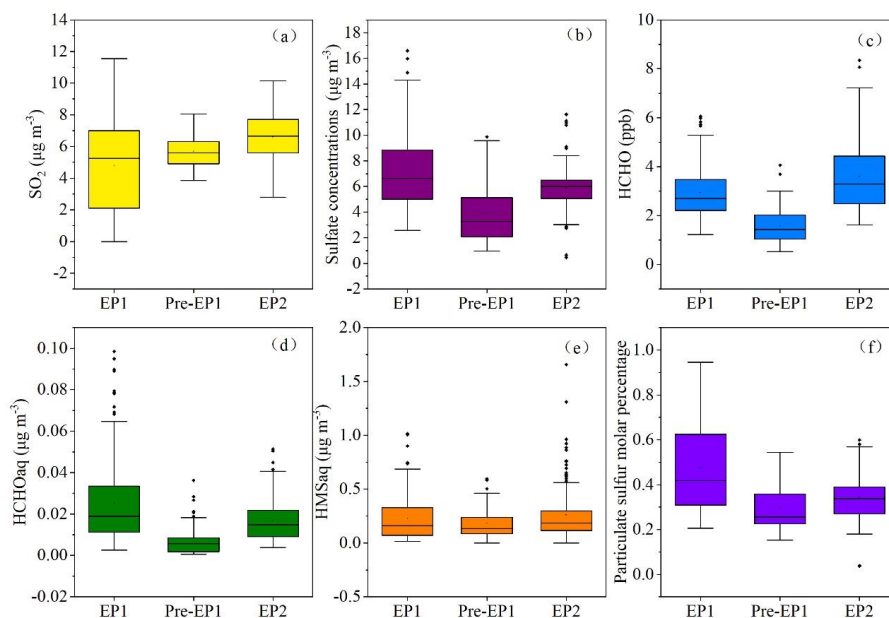 14
12
10
8
6
4
2
0
-2
SO₂ (μg m⁻³)
(a)
EP1 Pre-EP1 EP2
18
16
14
12
10
8
6
4
2
0
-2
Sulfate concentrations (μg m⁻³)
(b)
EP1 Pre-EP1 EP2
10
8
6
4
2
0
HCHO (ppb)
(c)
EP1 Pre-EP1 EP2
0.10
0.08
0.06
0.04
0.02
0.00
-0.02
HCHOaq (μg m⁻³)
(d)
EP1 Pre-EP1 EP2
2.0
1.5
1.0
0.5
0.0
-0.5
HMSaq (μg m⁻³)
(e)
EP1 Pre-EP1 EP2
1.0
0.8
0.6
0.4
0.2
0.0
Particulate sulfur molar percentage
(f)
EP1 Pre-EP1 EP2